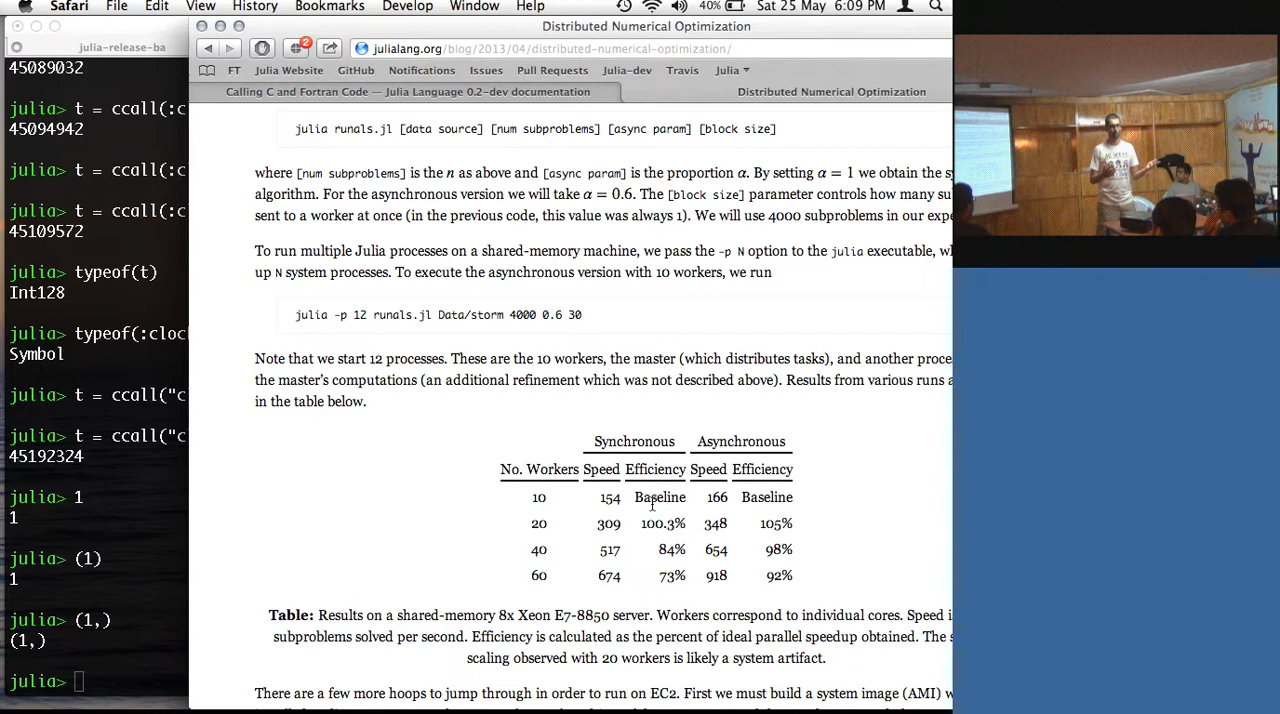 Safari File Edit View History Bookmarks Develop Window Help 40% Sat 25 May 6:09 PM
julia-release-ba
45089032
julia> t = ccall(:c
45094942
julia> t = ccall(:c
julia> t = ccall(:c
45109572
julia> typeof(t)
Int128
julia> typeof(:cloc
Symbol
julia> t = ccall("c
julia> t = ccall("c
45192324
julia> 1
1
julia> (1)
1
julia> (1,)
(1,)
julia>
Distributed Numerical Optimization
2
julialang.org/blog/2013/04/distributed-numerical-optimization/
FT Julia Website GitHub Notifications Issues Pull Requests Julia-dev Travis Julia
Calling C and Fortran Code — Julia Language 0.2-dev documentation Distributed Numerical Optimization
julia runals.jl [data source] [num subproblems] [async param] [block size]
where [num subproblems] is the n as above and [async param] is the proportion α. By setting α = 1 we obtain the sy
algorithm. For the asynchronous version we will take α = 0.6. The [block size] parameter controls how many su
sent to a worker at once (in the previous code, this value was always 1). We will use 4000 subproblems in our expe
To run multiple Julia processes on a shared-memory machine, we pass the -p N option to the julia executable, wh
up N system processes. To execute the asynchronous version with 10 workers, we run
julia -p 12 runals.jl Data/storm 4000 0.6 30
Note that we start 12 processes. These are the 10 workers, the master (which distributes tasks), and another proce
the master's computations (an additional refinement which was not described above). Results from various runs a
in the table below.
Synchronous Asynchronous
No. Workers Speed Efficiency Speed Efficiency
10 154 Baseline 166 Baseline
20 309 100.3% 348 105%
40 517 84% 654 98%
60 674 73% 918 92%
Table: Results on a shared-memory 8x Xeon E7-8850 server. Workers correspond to individual cores. Speed i
subproblems solved per second. Efficiency is calculated as the percent of ideal parallel speedup obtained. The s
scaling observed with 20 workers is likely a system artifact.
There are a few more hoops to jump through in order to run on EC2. First we must build a system image (AMI) w